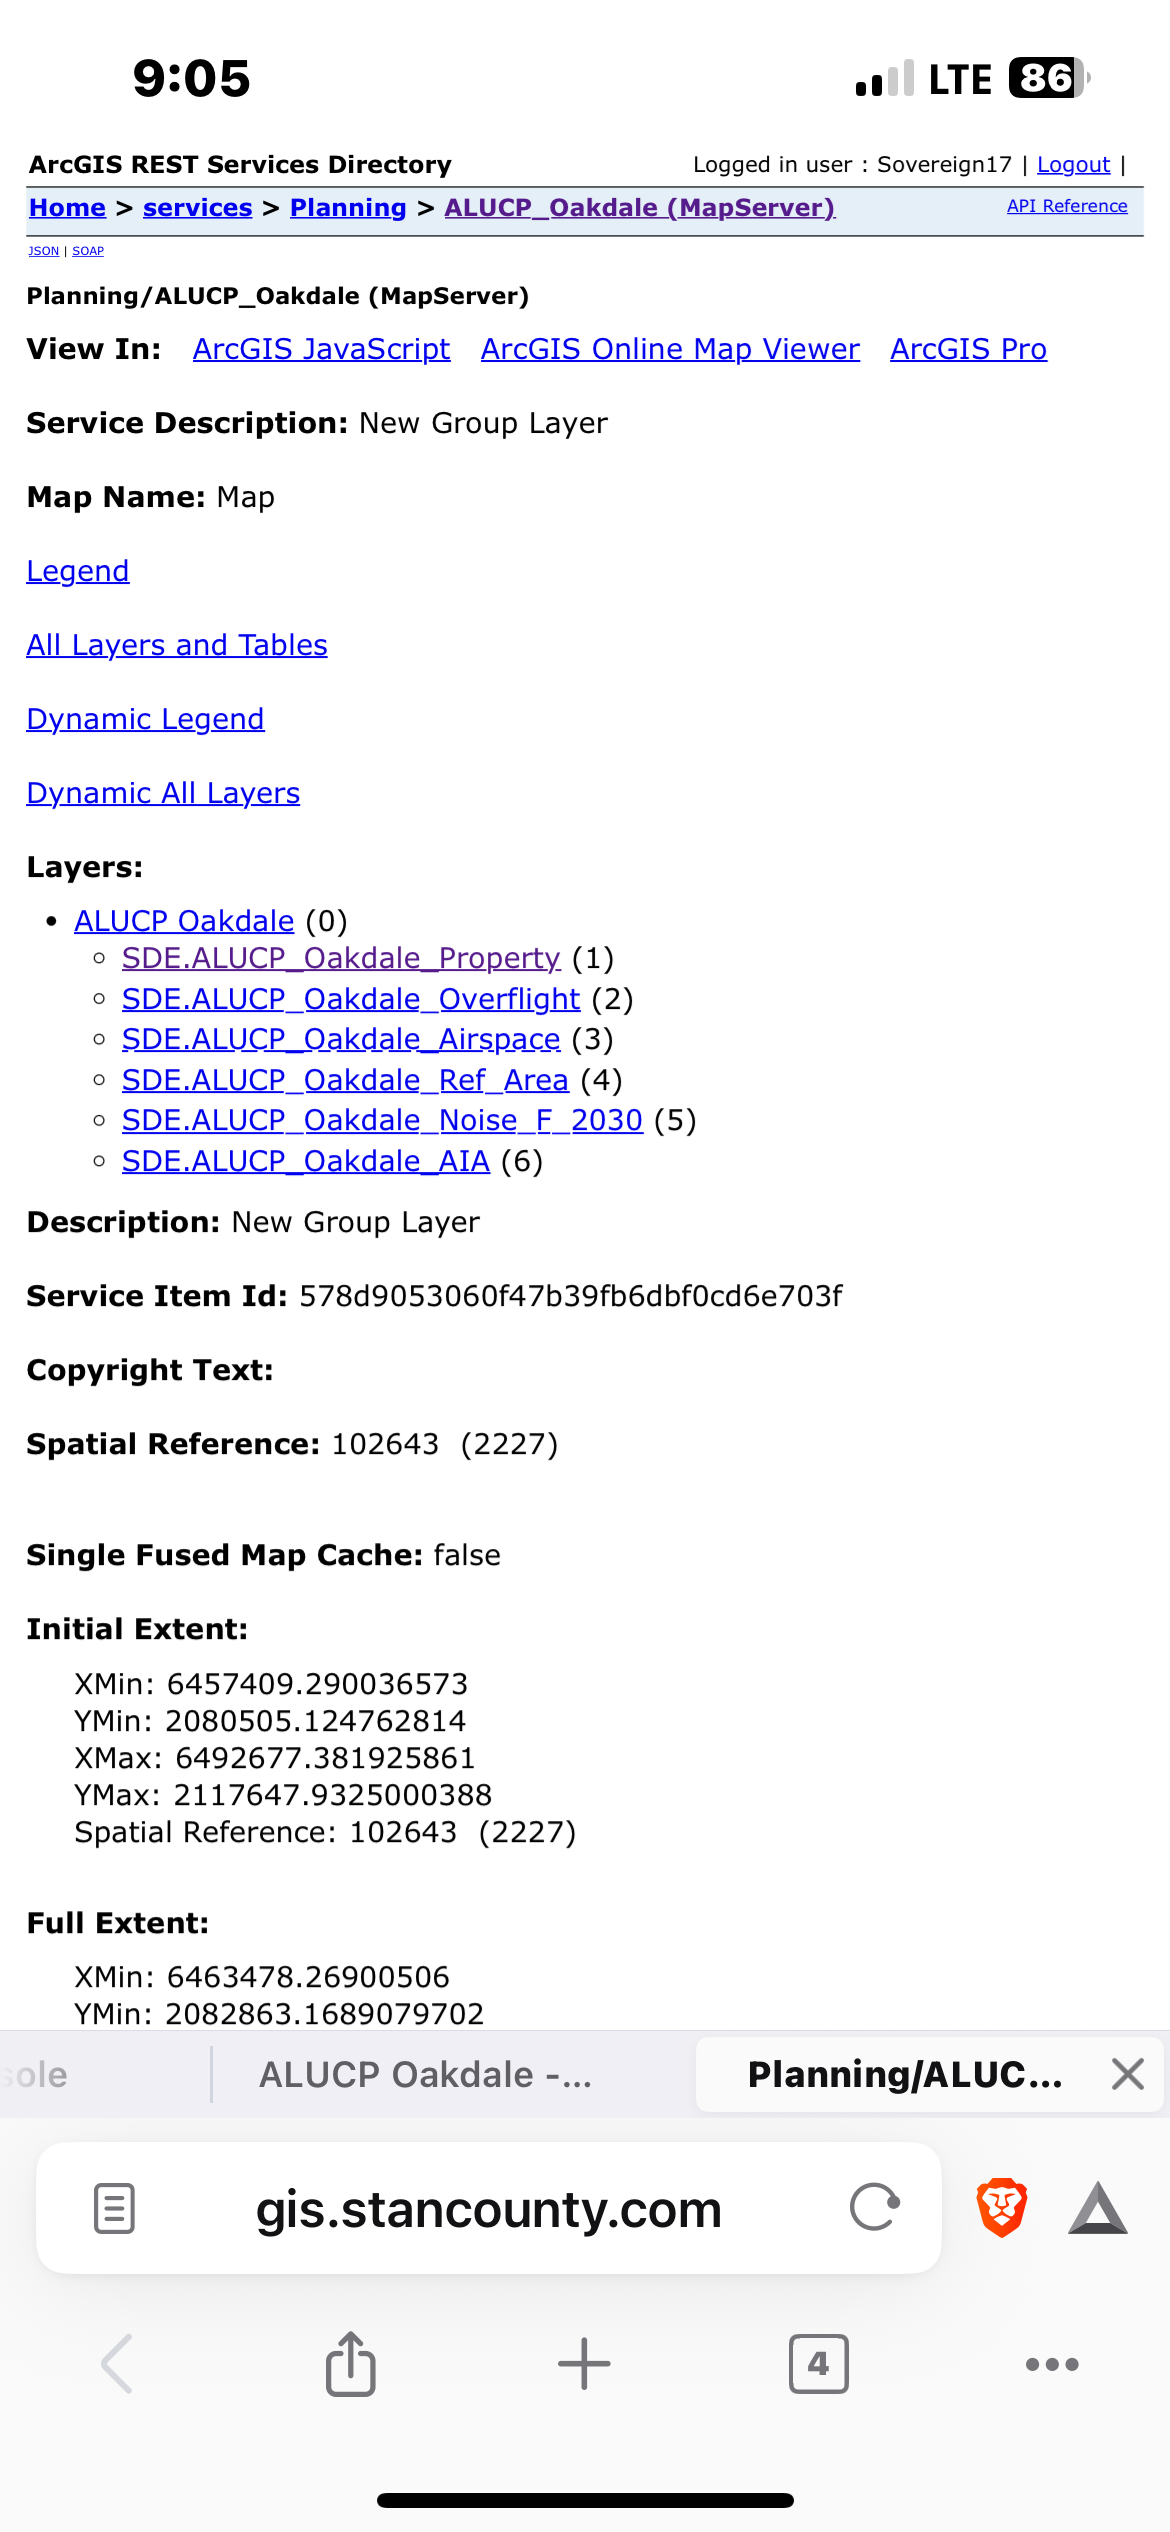 9:05
LTE 86
ArcGIS REST Services Directory
Logged in user : Sovereign17 | Logout |
Home > services > Planning > ALUCP_Oakdale (MapServer)
API Reference
JSON | SOAP
Planning/ALUCP_Oakdale (MapServer)
View In: ArcGIS JavaScript ArcGIS Online Map Viewer ArcGIS Pro
Service Description: New Group Layer
Map Name: Map
Legend
All Layers and Tables
Dynamic Legend
Dynamic All Layers
Layers:
• ALUCP Oakdale (0)
○ SDE.ALUCP_Oakdale_Property (1)
○ SDE.ALUCP_Oakdale_Overflight (2)
○ SDE.ALUCP_Oakdale_Airspace (3)
○ SDE.ALUCP_Oakdale_Ref_Area (4)
○ SDE.ALUCP_Oakdale_Noise_F_2030 (5)
○ SDE.ALUCP_Oakdale_AIA (6)
Description: New Group Layer
Service Item Id: 578d9053060f47b39fb6dbf0cd6e703f
Copyright Text:
Spatial Reference: 102643 (2227)
Single Fused Map Cache: false
Initial Extent:
XMin: 6457409.290036573
YMin: 2080505.124762814
XMax: 6492677.381925861
YMax: 2117647.9325000388
Spatial Reference: 102643 (2227)
Full Extent:
XMin: 6463478.26900506
YMin: 2082863.1689079702
sole
ALUCP Oakdale -...
Planning/ALUC...
gis.stancounty.com
4